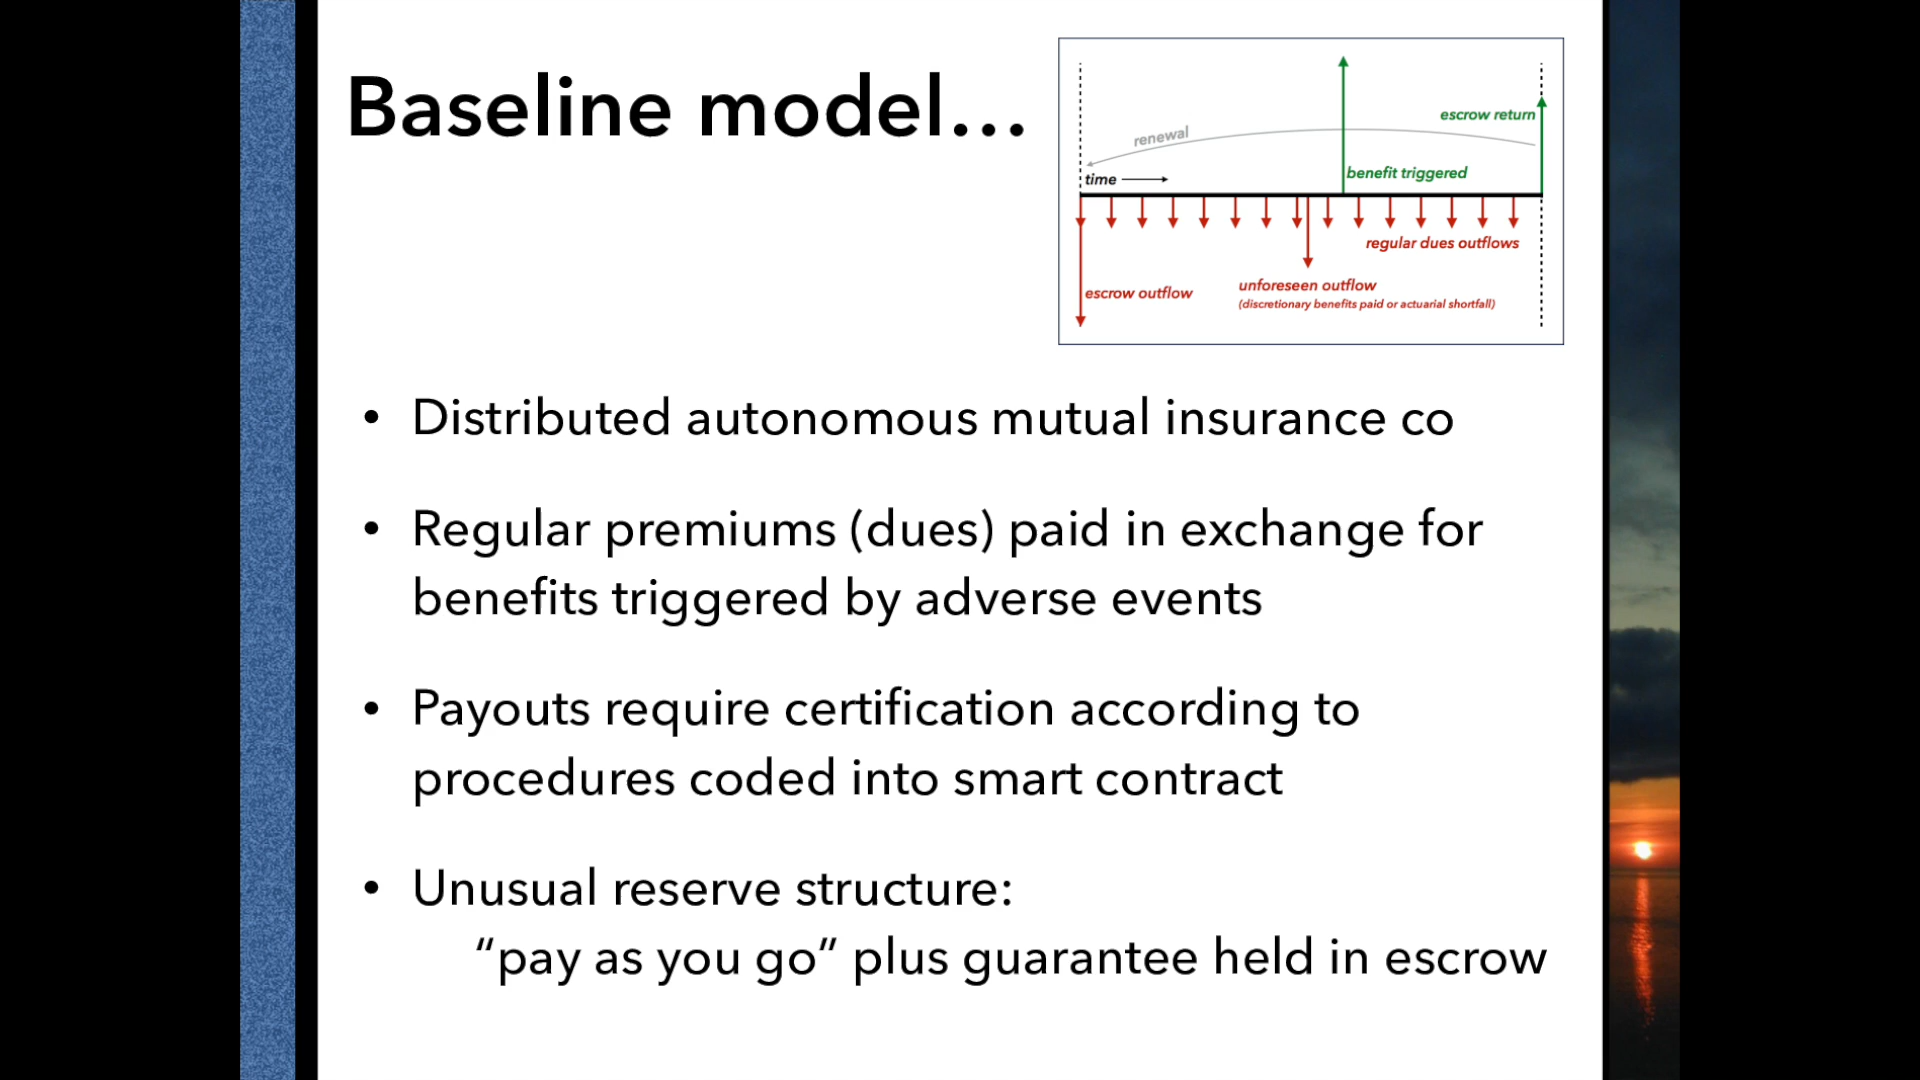 Baseline model…
escrow return
renewal
benefit triggered
time
regular dues outflows
unforeseen outflow
escrow outflow
(discretionary benefits paid or actuarial shortfall)
• Distributed autonomous mutual insurance co
• Regular premiums (dues) paid in exchange for
benefits triggered by adverse events
• Payouts require certification according to
procedures coded into smart contract
• Unusual reserve structure:
“pay as you go” plus guarantee held in escrow